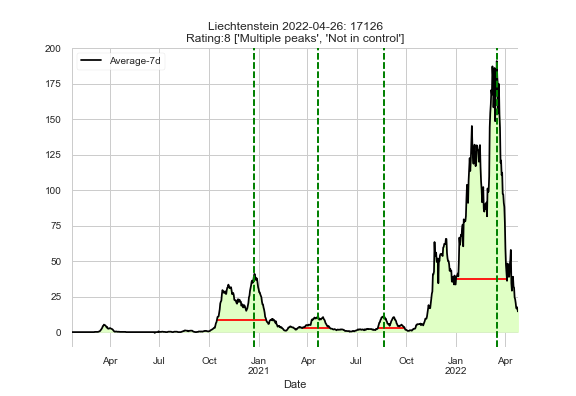 Liechtenstein 2022-04-26: 17126
Rating:8 ['Multiple peaks', 'Not in control']
Average-7d
200
175
150
125
100
75
50
25
0
Apr Jul Oct Jan Apr Jul Oct Jan Apr
2021 2022
Date